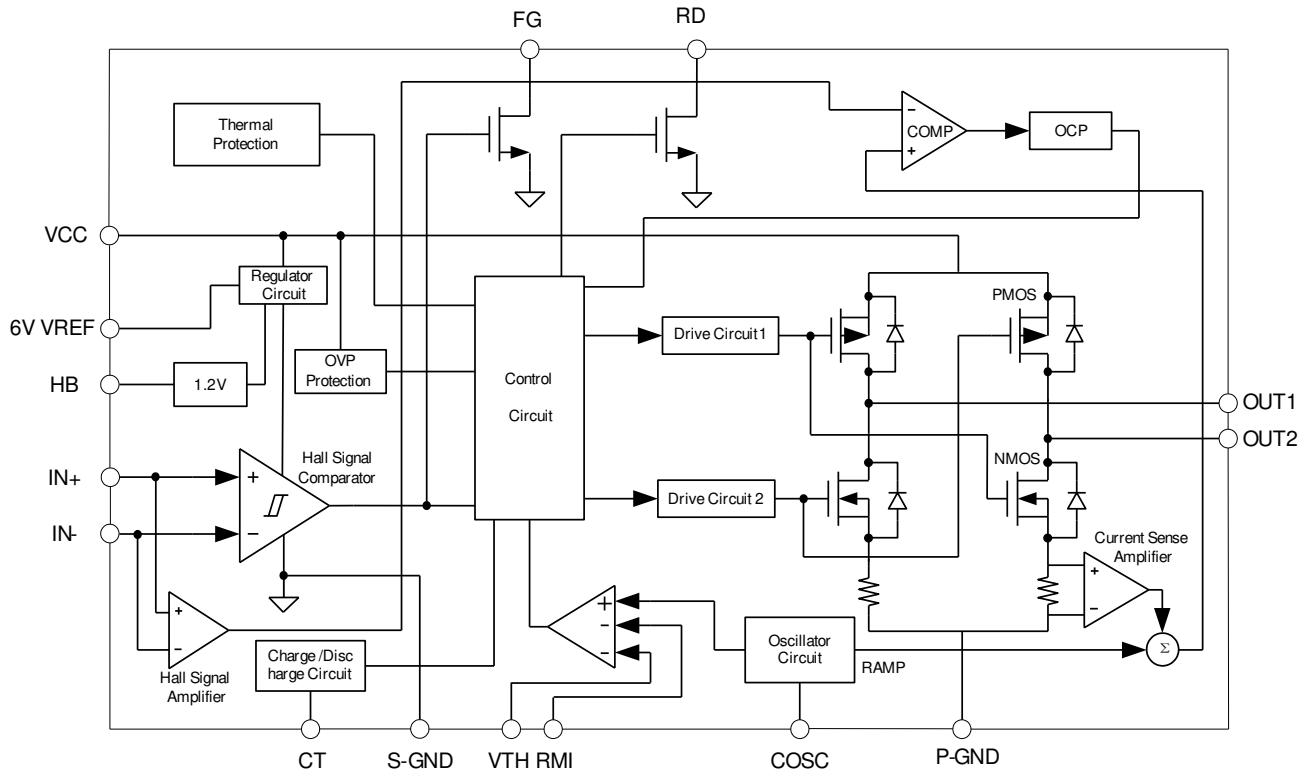 FG
RD
Thermal
Protection
−
COMP
+
OCP
VCC
Regulator
Circuit
PMOS
6V VREF
Drive Circuit1
OVP
Protection
HB
1.2V
Control
Circuit
OUT1
OUT2
Hall Signal
Comparator
NMOS
IN+
+
Drive Circuit 2
IN-
−
Current Sense
Amplifier
+
−
+
−
−
+
−
Oscillator
Circuit
RAMP
Σ
Charge /Disc
harge Circuit
Hall Signal
Amplifier
CT
S-GND
VTH
RMI
COSC
P-GND